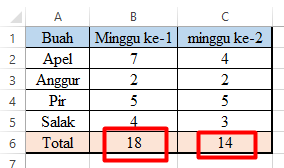 A B C
1 Buah Minggu ke-1 minggu ke-2
2 Apel 7 4
3 Anggur 2 2
4 Pir 5 5
5 Salak 4 3
6 Total 18 14
7